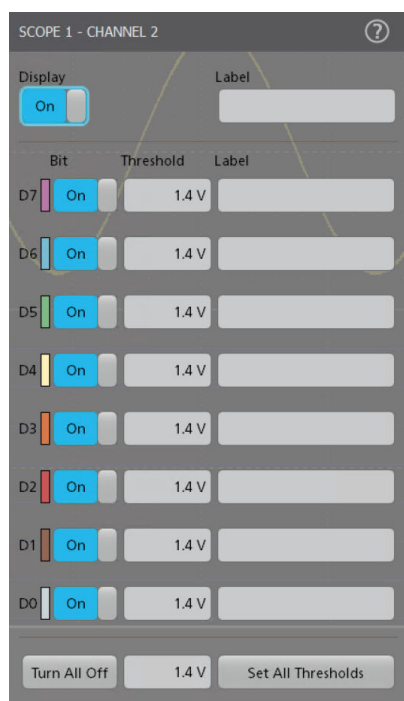 SCOPE 1 - CHANNEL 2 ?
Display Label
On
Bit Threshold Label
D7 On 1.4 V
D6 On 1.4 V
D5 On 1.4 V
D4 On 1.4 V
D3 On 1.4 V
D2 On 1.4 V
D1 On 1.4 V
D0 On 1.4 V
Turn All Off 1.4 V Set All Thresholds